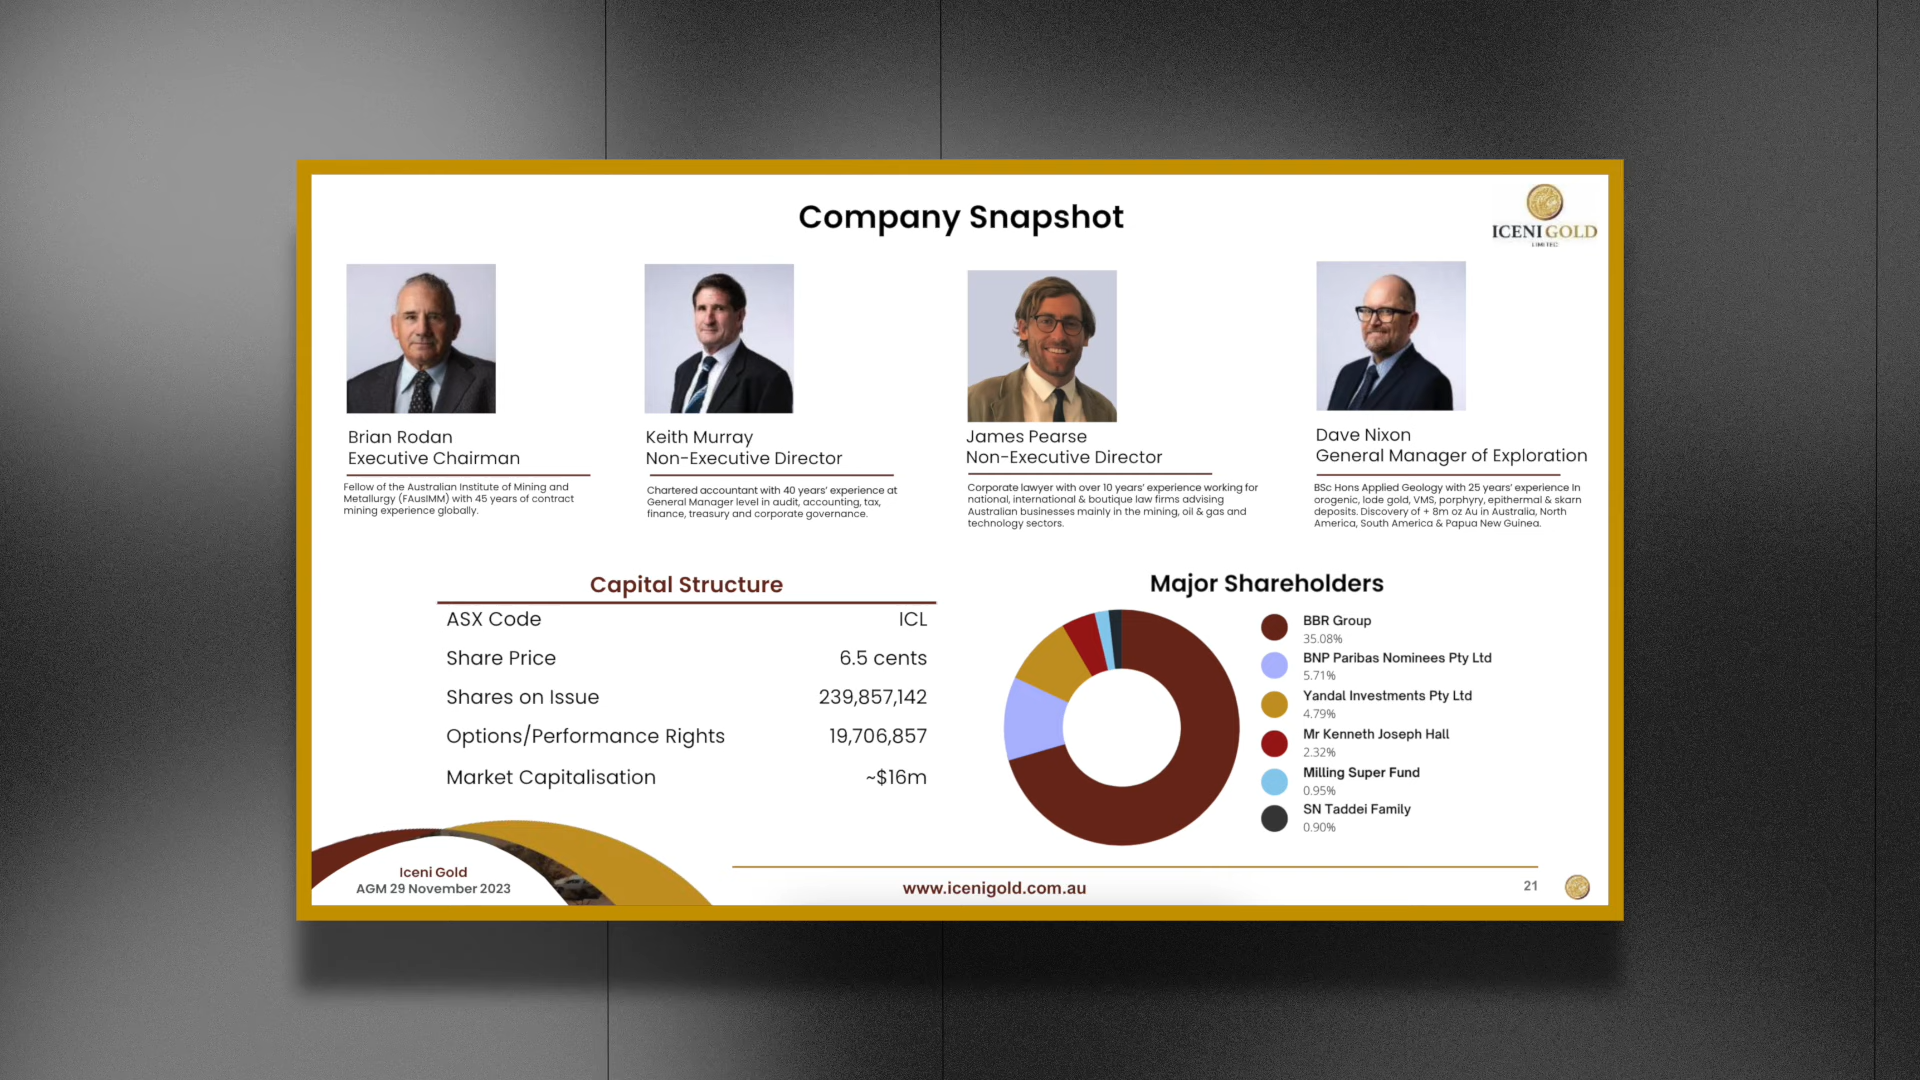 Company Snapshot
ICENI GOLD
LIMITED
Brian Rodan
Executive Chairman
Fellow of the Australian Institute of Mining and
Metallurgy (FAusIMM) with 45 years of contract
mining experience globally.
Keith Murray
Non-Executive Director
Chartered accountant with 40 years' experience at
General Manager level in audit, accounting, tax,
finance, treasury and corporate governance.
James Pearse
Non-Executive Director
Corporate lawyer with over 10 years' experience working for
national, international & boutique law firms advising
Australian businesses mainly in the mining, oil & gas and
technology sectors.
Dave Nixon
General Manager of Exploration
BSc Hons Applied Geology with 25 years' experience In
orogenic, lode gold, VMS, porphyry, epithermal & skarn
deposits. Discovery of + 8m oz Au in Australia, North
America, South America & Papua New Guinea.
Capital Structure
ASX Code ICL
Share Price 6.5 cents
Shares on Issue 239,857,142
Options/Performance Rights 19,706,857
Market Capitalisation ~$16m
Major Shareholders
BBR Group
35.08%
BNP Paribas Nominees Pty Ltd
5.71%
Yandal Investments Pty Ltd
4.79%
Mr Kenneth Joseph Hall
2.32%
Milling Super Fund
0.95%
SN Taddei Family
0.90%
Iceni Gold
AGM 29 November 2023
www.icenigold.com.au
21